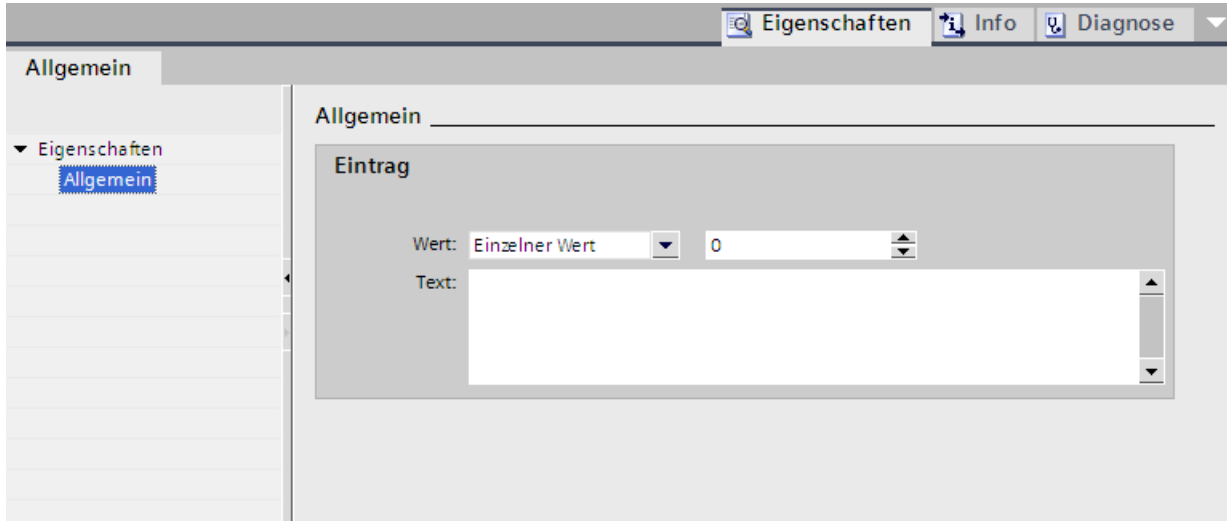 Eigenschaften Info Diagnose
Allgemein
Allgemein
Eigenschaften
Allgemein
Eintrag
Wert: Einzelner Wert 0
Text: